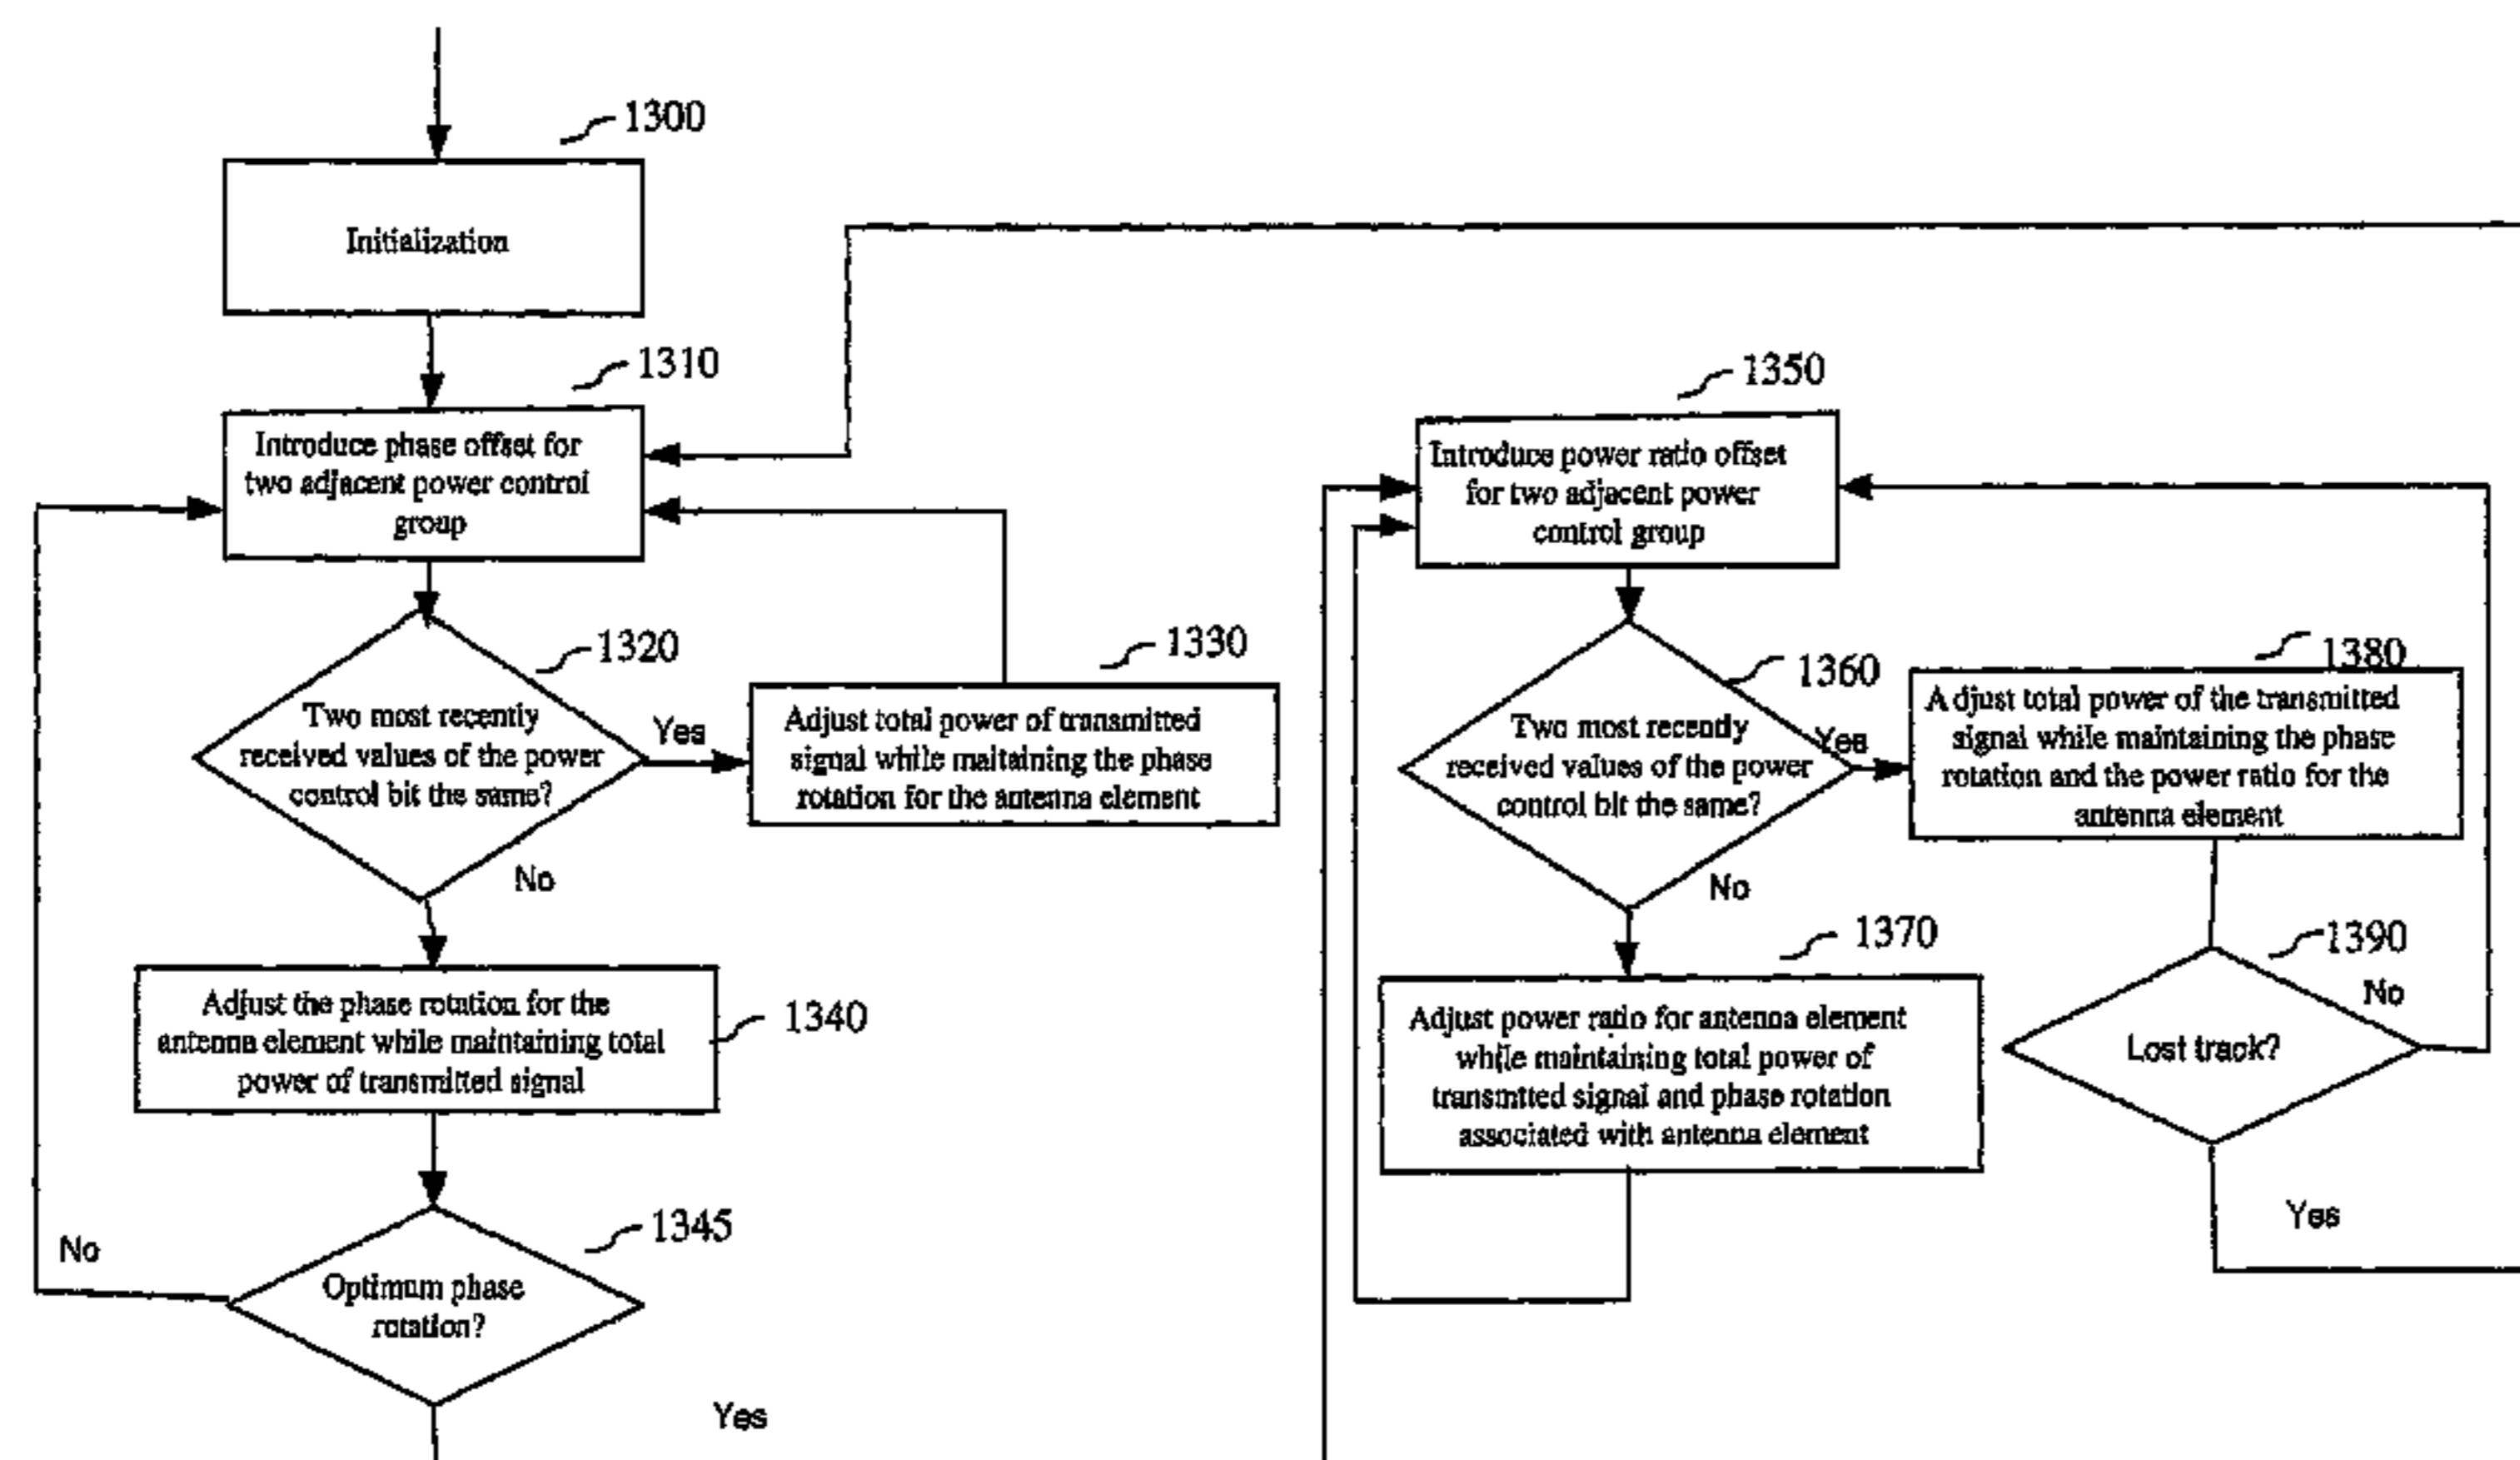 1300
Initialization
1310
Introduce phase offset for
two adjacent power control
group
1320
Two most recently
received values of the power
control bit the same?
Yes
No
1330
Adjust total power of transmitted
signal while maitaining the phase
rotation for the antenna element
Adjust the phase rotation for the
antenna element while maintaining total
power of transmitted signal
1340
1345
Optimum phase
rotation?
No
Yes
1350
Introduce power ratio offset
for two adjacent power
control group
1360
Two most recently
received values of the power
control bit the same?
Yes
No
1380
Adjust total power of the transmitted
signal while maintaining the phase
rotation and the power ratio for the
antenna element
1370
Adjust power ratio for antenna element
while maintaining total power of
transmtted signal and phase rotation
associated with antenna element
1390
Lost track?
No
Yes